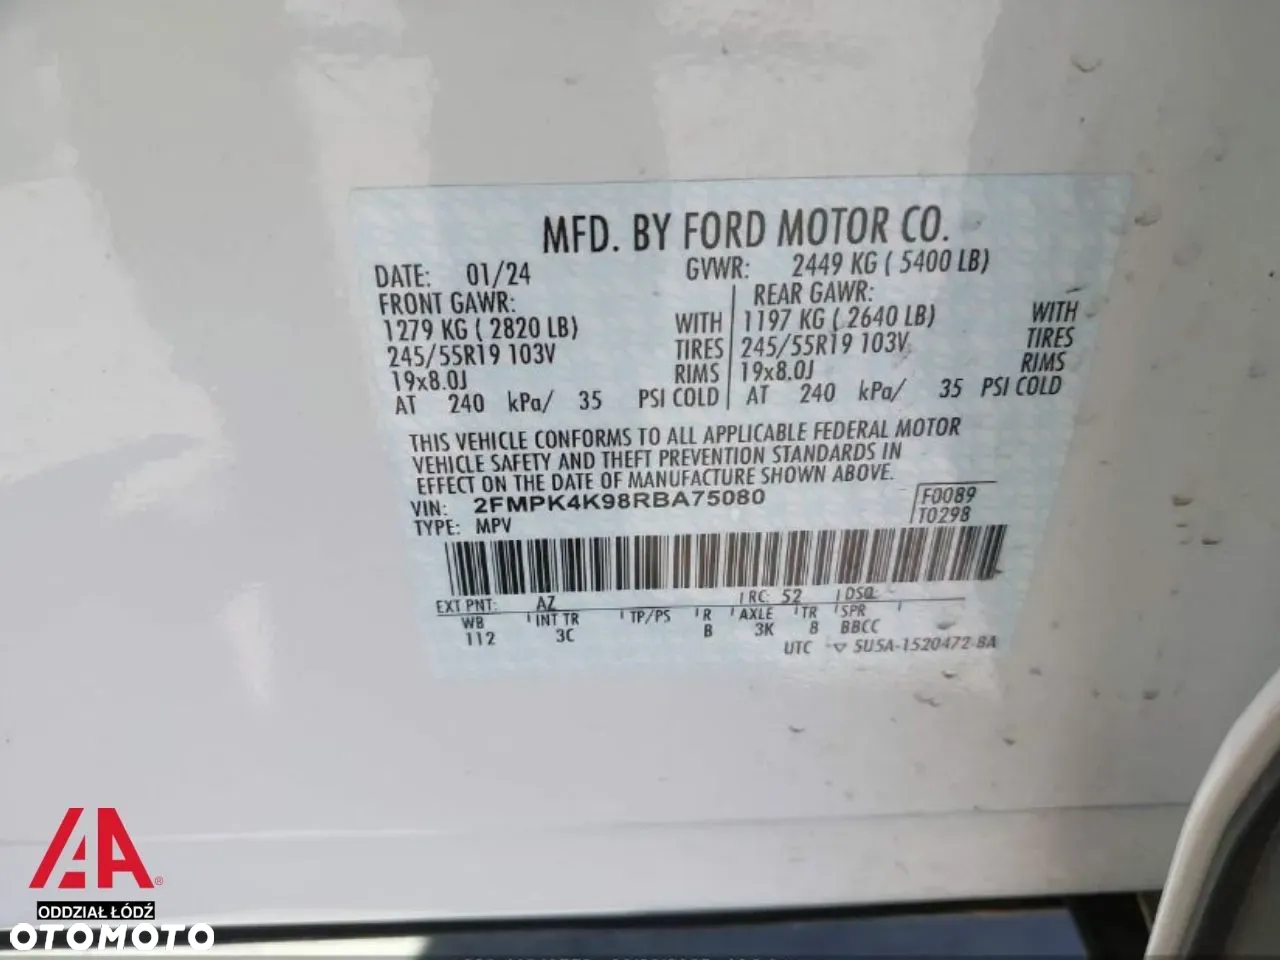 MFD. BY FORD MOTOR CO.
DATE: 01/24 GVWR: 2449 KG ( 5400 LB)
FRONT GAWR: REAR GAWR:
1279 KG ( 2820 LB) WITH 1197 KG ( 2640 LB) WITH
245/55R19 103V TIRES 245/55R19 103V TIRES
19x8.0J RIMS 19x8.0J RIMS
AT 240 kPa/ 35 PSI COLD AT 240 kPa/ 35 PSI COLD
THIS VEHICLE CONFORMS TO ALL APPLICABLE FEDERAL MOTOR
VEHICLE SAFETY AND THEFT PREVENTION STANDARDS IN
EFFECT ON THE DATE OF MANUFACTURE SHOWN ABOVE.
VIN: 2FMPK4K98RBA75080 F0089
TYPE: MPV T0298
EXT PNT: AZ RC: 52 DSO
WB INT TR TP/PS R AXLE TR SPR
112 3C B 3K B BBCC
UTC ▽ 5U5A-1520472-BA
AA®
ODDZIAŁ ŁÓDŹ
OTOMOTO